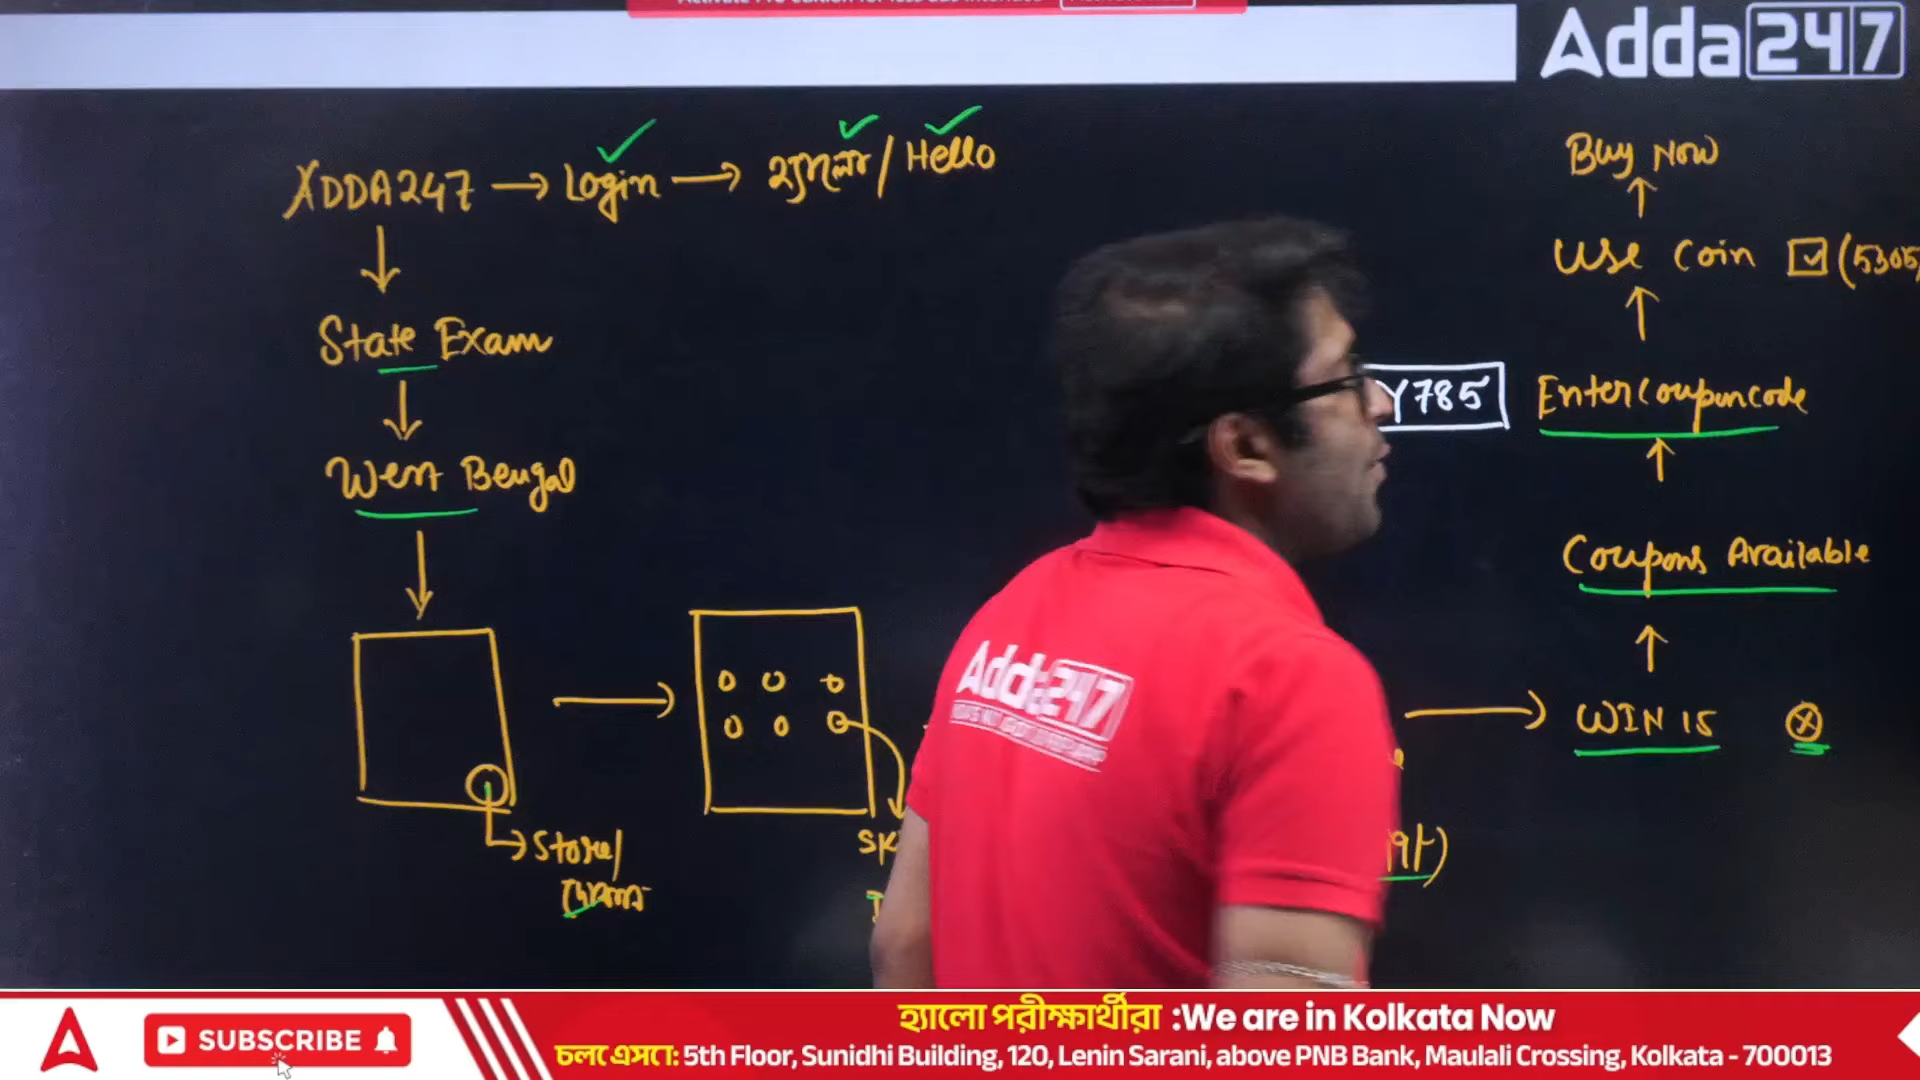 Adda247
ADDA247 → Login → হ্যালো / Hello
State Exam
West Bengal
Store/
Buy Now
Use Coin
Y785
Enter Coupon code
Coupons Available
WIN 15
Adda247
SUBSCRIBE
হ্যালো পরীক্ষার্থীরা :We are in Kolkata Now
চলে এসো: 5th Floor, Sunidhi Building, 120, Lenin Sarani, above PNB Bank, Maulali Crossing, Kolkata - 700013